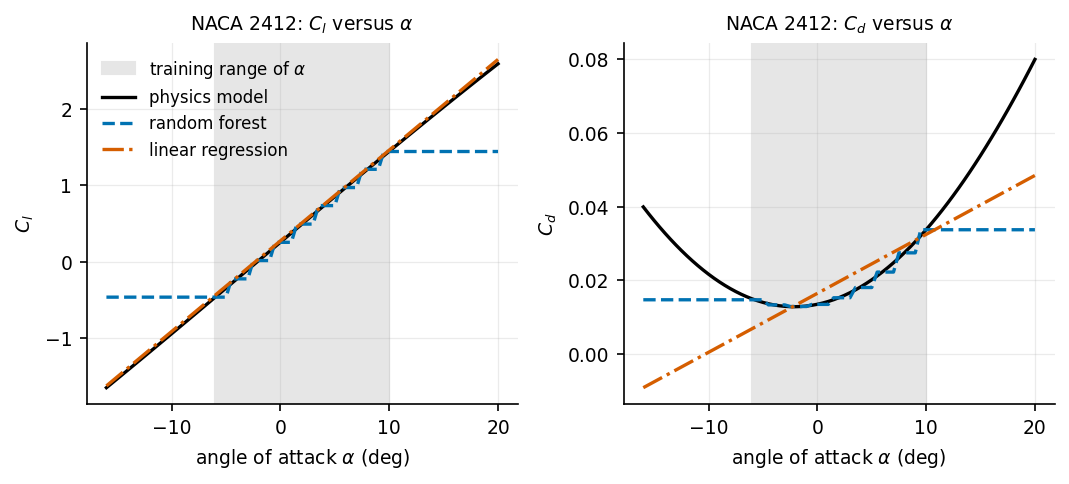 NACA 2412: C_l versus α
training range of α
physics model
random forest
linear regression
2
1
0
−1
C_l
−10
0
10
20
angle of attack α (deg)
NACA 2412: C_d versus α
0.08
0.06
0.04
0.02
0.00
C_d
−10
0
10
20
angle of attack α (deg)